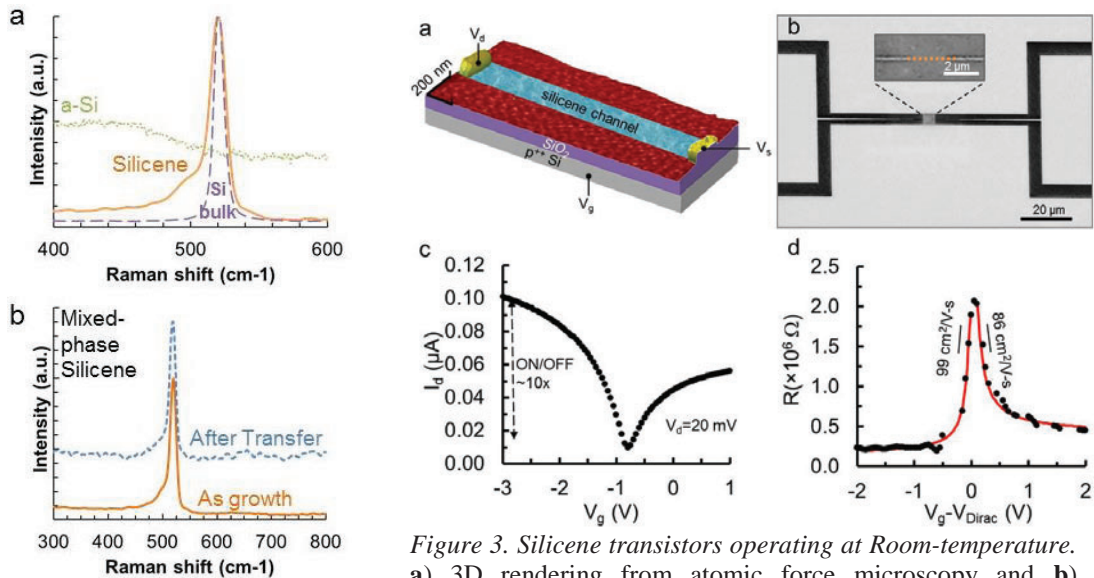 a
Intenisity (a.u.)
a-Si
Silicene
Si
bulk
400
500
600
Raman shift (cm-1)
b
Intensity (a.u.)
Mixed-
phase
Silicene
After Transfer
As growth
300 400 500 600 700 800
Raman shift (cm-1)
a
Vd
200 nm
silicene channel
Vs
SiO2
p++ Si
Vg
b
2 µm
20 µm
c
Id (µA)
0.12
0.10
0.08
0.06
0.04
0.02
0.00
ON/OFF
~10x
Vd=20 mV
-3 -2 -1 0 1
Vg (V)
d
R(×10⁶ Ω)
2.5
2.0
1.5
1.0
0.5
0.0
99 cm²/V-s
86 cm²/V-s
-2 -1 0 1 2
Vg-VDirac (V)
Figure 3. Silicene transistors operating at Room-temperature.
a) 3D rendering from atomic force microscopy and b)